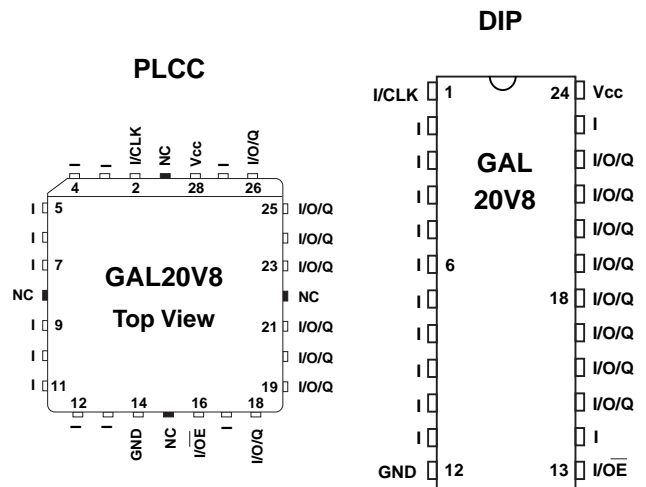 DIP
PLCC
I/CLK 1 24 Vcc
I I
I I/O/Q
I I/O/Q
I I/O/Q
I 6 I/O/Q
I 18 I/O/Q
I I/O/Q
I I/O/Q
I I/O/Q
I I
GND 12 13 I/OE
GAL
20V8
I I I/CLK NC Vcc I I/O/Q
4 2 28 26
I 5 25 I/O/Q
I I/O/Q
I 7 23 I/O/Q
NC NC
I 9 21 I/O/Q
I I/O/Q
I 11 19 I/O/Q
GAL20V8
Top View
12 14 16 18
I I GND NC I/OE I I/O/Q